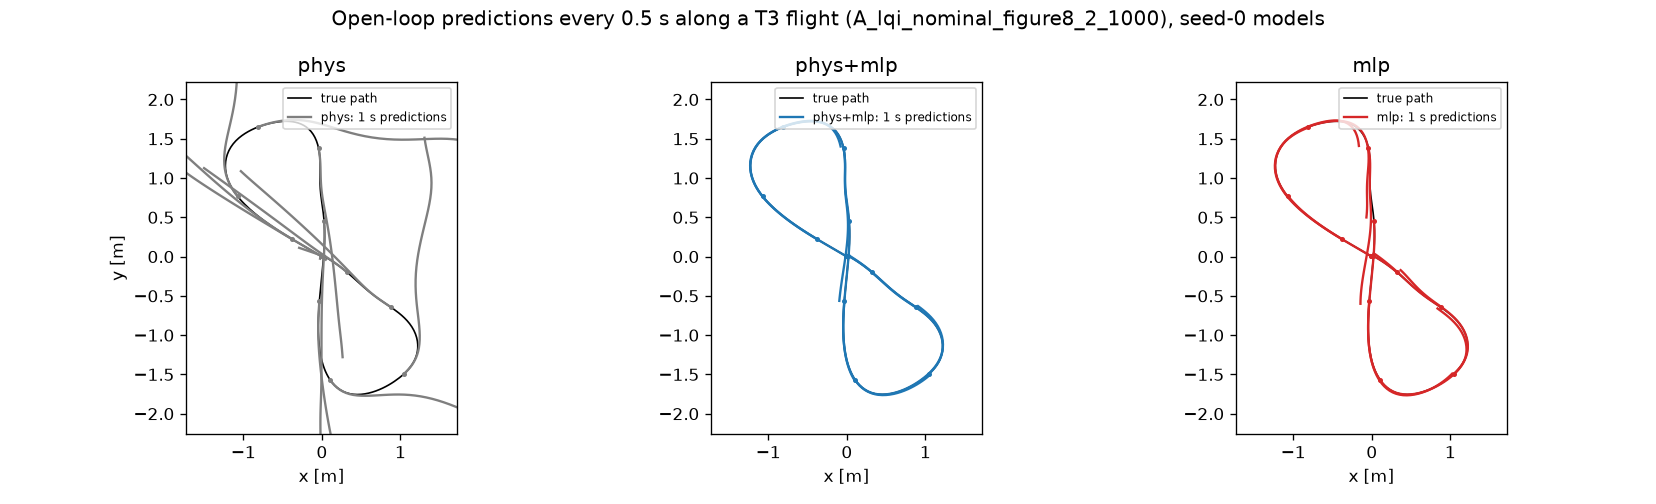 Open-loop predictions every 0.5 s along a T3 flight (A_lqi_nominal_figure8_2_1000), seed-0 models
phys
phys+mlp
mlp
true path
phys: 1 s predictions
true path
phys+mlp: 1 s predictions
true path
mlp: 1 s predictions
y [m]
2.0
1.5
1.0
0.5
0.0
−0.5
−1.0
−1.5
−2.0
2.0
1.5
1.0
0.5
0.0
−0.5
−1.0
−1.5
−2.0
2.0
1.5
1.0
0.5
0.0
−0.5
−1.0
−1.5
−2.0
−1 0 1
−1 0 1
−1 0 1
x [m]
x [m]
x [m]